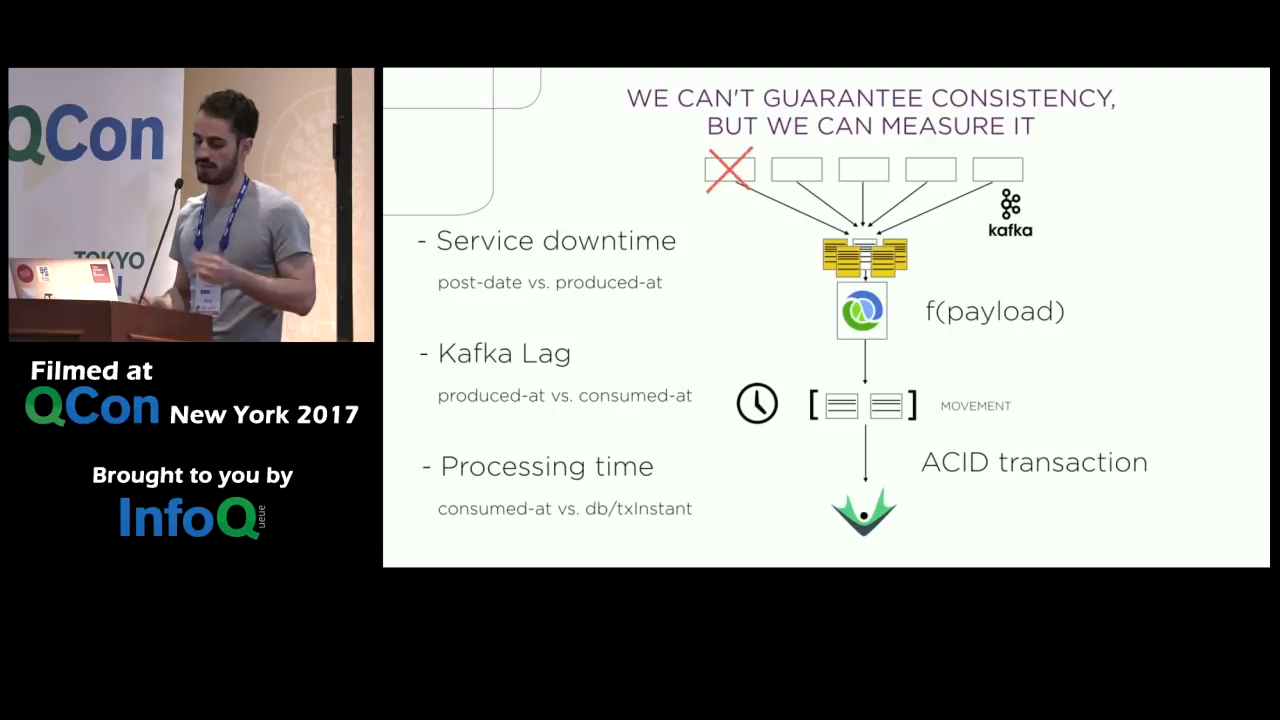 QCon
TOKYO
Filmed at
QCon New York 2017
Brought to you by
InfoQ
queue
WE CAN'T GUARANTEE CONSISTENCY,
BUT WE CAN MEASURE IT
kafka
- Service downtime
post-date vs. produced-at
f(payload)
- Kafka Lag
produced-at vs. consumed-at
[ ] MOVEMENT
- Processing time
consumed-at vs. db/txInstant
ACID transaction